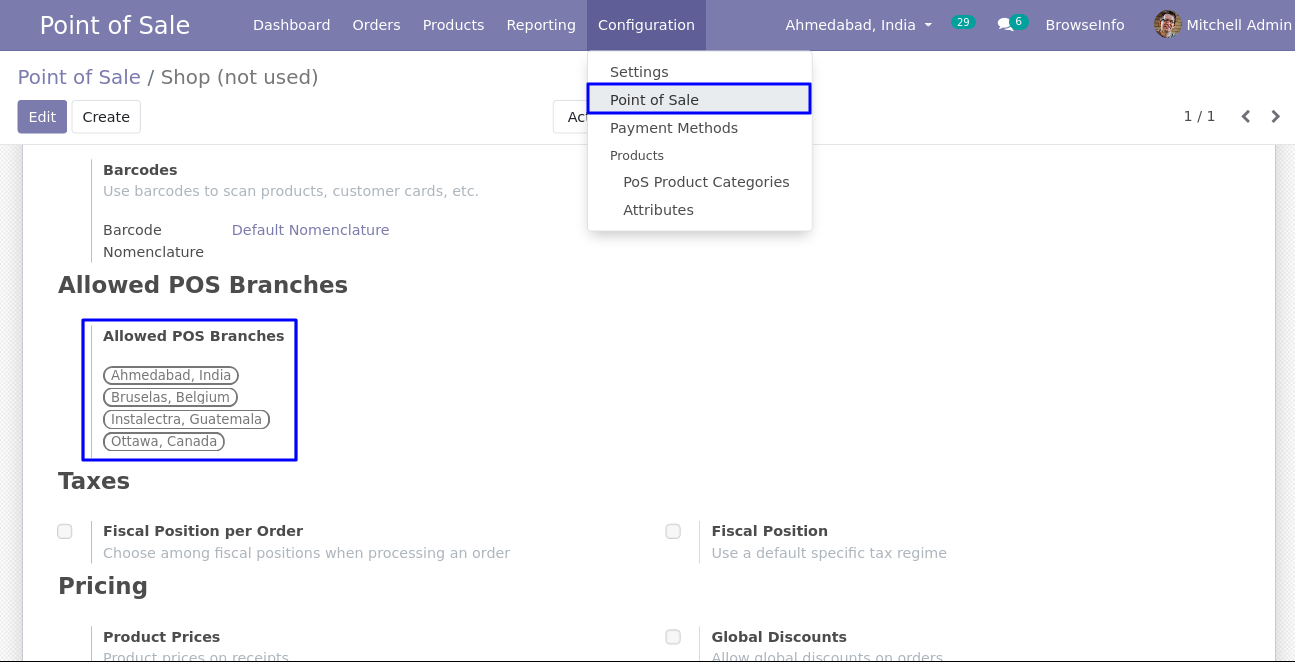 Point of Sale Dashboard Orders Products Reporting Configuration Ahmedabad, India 29 6 BrowseInfo Mitchell Admin
Point of Sale / Shop (not used)
Edit Create 1 / 1
Settings
Point of Sale
Payment Methods
Products
PoS Product Categories
Attributes
Barcodes
Use barcodes to scan products, customer cards, etc.
Barcode Default Nomenclature
Nomenclature
Allowed POS Branches
Allowed POS Branches
Ahmedabad, India
Bruselas, Belgium
Instalectra, Guatemala
Ottawa, Canada
Taxes
Fiscal Position per Order Fiscal Position
Choose among fiscal positions when processing an order Use a default specific tax regime
Pricing
Product Prices Global Discounts
Product prices on receipts Allow global discounts on orders